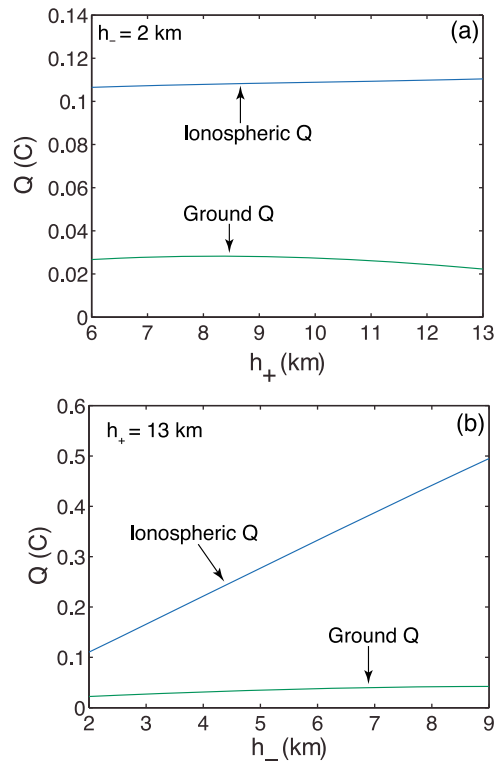 0.14
h₋ = 2 km
(a)
0.12
0.1
Ionospheric Q
0.08
Q (C)
0.06
Ground Q
0.04
0.02
0
6 7 8 9 10 11 12 13
h₊ (km)
0.6
h₊ = 13 km
(b)
0.5
0.4
Ionospheric Q
0.3
Q (C)
0.2
Ground Q
0.1
0
2 3 4 5 6 7 8 9
h₋ (km)